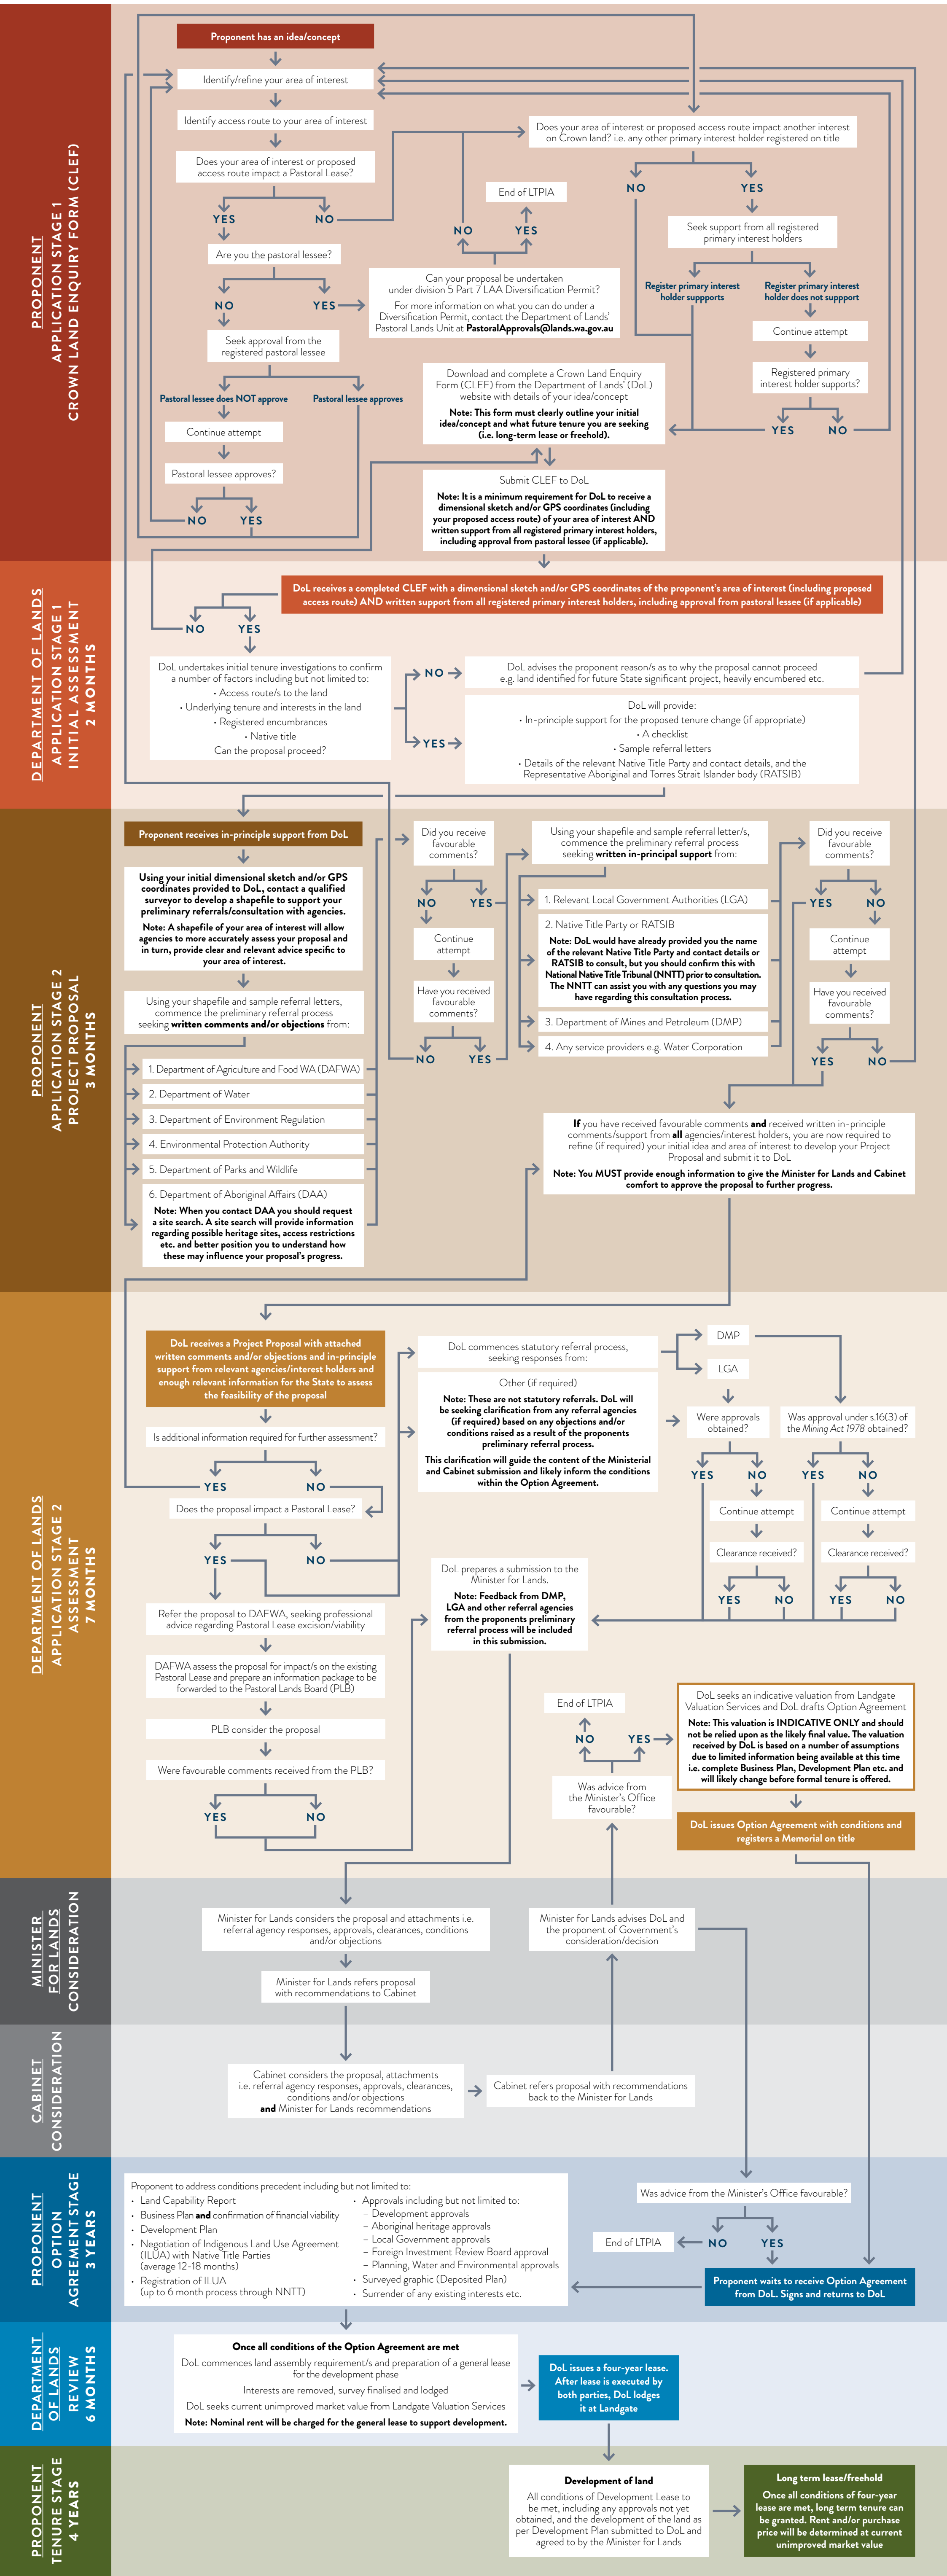 PROPONENT
APPLICATION STAGE 1
CROWN LAND ENQUIRY FORM (CLEF)
Proponent has an idea/concept
Identify/refine your area of interest
Identify access route to your area of interest
Does your area of interest or proposed
access route impact a Pastoral Lease?
YES
NO
Are you the pastoral lessee?
NO
YES
Seek approval from the
registered pastoral lessee
Pastoral lessee does NOT approve
Pastoral lessee approves
Continue attempt
Pastoral lessee approves?
NO
YES
End of LTPIA
NO
YES
Can your proposal be undertaken
under division 5 Part 7 LAA Diversification Permit?
For more information on what you can do under a
Diversification Permit, contact the Department of Lands'
Pastoral Lands Unit at PastoralApprovals@lands.wa.gov.au
Does your area of interest or proposed access route impact another interest
on Crown land? i.e. any other primary interest holder registered on title
NO
YES
Seek support from all registered
primary interest holders
Register primary interest
holder suppports
Register primary interest
holder does not suppport
Continue attempt
Registered primary
interest holder supports?
YES
NO
Download and complete a Crown Land Enquiry
Form (CLEF) from the Department of Lands' (DoL)
website with details of your idea/concept
Note: This form must clearly outline your initial
idea/concept and what future tenure you are seeking
(i.e. long-term lease or freehold).
Submit CLEF to DoL
Note: It is a minimum requirement for DoL to receive a
dimensional sketch and/or GPS coordinates (including
your proposed access route) of your area of interest AND
written support from all registered primary interest holders,
including approval from pastoral lessee (if applicable).
DEPARTMENT OF LANDS
APPLICATION STAGE 1
INITIAL ASSESSMENT
2 MONTHS
DoL receives a completed CLEF with a dimensional sketch and/or GPS coordinates of the proponent's area of interest (including proposed
access route) AND written support from all registered primary interest holders, including approval from pastoral lessee (if applicable)
NO
YES
DoL undertakes initial tenure investigations to confirm
a number of factors including but not limited to:
• Access route/s to the land
• Underlying tenure and interests in the land
• Registered encumbrances
• Native title
Can the proposal proceed?
NO
DoL advises the proponent reason/s as to why the proposal cannot proceed
e.g. land identified for future State significant project, heavily encumbered etc.
YES
DoL will provide:
• In-principle support for the proposed tenure change (if appropriate)
• A checklist
• Sample referral letters
• Details of the relevant Native Title Party and contact details, and the
Representative Aboriginal and Torres Strait Islander body (RATSIB)
PROPONENT
APPLICATION STAGE 2
PROJECT PROPOSAL
3 MONTHS
Proponent receives in-principle support from DoL
Using your initial dimensional sketch and/or GPS
coordinates provided to DoL, contact a qualified
surveyor to develop a shapefile to support your
preliminary referrals/consultation with agencies.
Note: A shapefile of your area of interest will allow
agencies to more accurately assess your proposal and
in turn, provide clear and relevant advice specific to
your area of interest.
Using your shapefile and sample referral letters,
commence the preliminary referral process
seeking written comments and/or objections from:
1. Department of Agriculture and Food WA (DAFWA)
2. Department of Water
3. Department of Environment Regulation
4. Environmental Protection Authority
5. Department of Parks and Wildlife
6. Department of Aboriginal Affairs (DAA)
Note: When you contact DAA you should request
a site search. A site search will provide information
regarding possible heritage sites, access restrictions
etc. and better position you to understand how
these may influence your proposal's progress.
Did you receive
favourable
comments?
NO
YES
Continue
attempt
Have you received
favourable
comments?
NO
YES
Using your shapefile and sample referral letter/s,
commence the preliminary referral process
seeking written in-principal support from:
1. Relevant Local Government Authorities (LGA)
2. Native Title Party or RATSIB
Note: DoL would have already provided you the name
of the relevant Native Title Party and contact details or
RATSIB to consult, but you should confirm this with
National Native Title Tribunal (NNTT) prior to consultation.
The NNTT can assist you with any questions you may
have regarding this consultation process.
3. Department of Mines and Petroleum (DMP)
4. Any service providers e.g. Water Corporation
Did you receive
favourable
comments?
YES
NO
Continue
attempt
Have you received
favourable
comments?
YES
NO
If you have received favorable comments and received written in-principle
comments/support from all agencies/interest holders, you are now required to
refine (if required) your initial idea and area of interest to develop your Project
Proposal and submit it to DoL
Note: You MUST provide enough information to give the Minister for Lands and Cabinet
comfort to approve the proposal to further progress.
DEPARTMENT OF LANDS
APPLICATION STAGE 2
ASSESSMENT
7 MONTHS
DoL receives a Project Proposal with attached
written comments and/or objections and in-principle
support from relevant agencies/interest holders and
enough relevant information for the State to assess
the feasibility of the proposal
Is additional information required for further assessment?
YES
NO
Does the proposal impact a Pastoral Lease?
YES
NO
Refer the proposal to DAFWA, seeking professional
advice regarding Pastoral Lease excision/viability
DAFWA assess the proposal for impact/s on the existing
Pastoral Lease and prepare an information package to be
forwarded to the Pastoral Lands Board (PLB)
PLB consider the proposal
Were favourable comments received from the PLB?
YES
NO
DoL commences statutory referral process,
seeking responses from:
Other (if required)
Note: These are not statutory referrals. DoL will
be seeking clarification from any referral agencies
(if required) based on any objections and/or
conditions raised as a result of the proponents
preliminary referral process.
This clarification will guide the content of the Ministerial
and Cabinet submission and likely inform the conditions
within the Option Agreement.
DMP
LGA
Were approvals
obtained?
Was approval under s.16(3) of
the Mining Act 1978 obtained?
YES
NO
YES
NO
Continue attempt
Continue attempt
Clearance received?
Clearance received?
YES
NO
YES
NO
DoL prepares a submission to the
Minister for Lands.
Note: Feedback from DMP,
LGA and other referral agencies
from the proponents preliminary
referral process will be included
in this submission.
End of LTPIA
NO
YES
Was advice from
the Minister's Office
favourable?
DoL seeks an indicative valuation from Landgate
Valuation Services and DoL drafts Option Agreement
Note: This valuation is INDICATIVE ONLY and should
not be relied upon as the likely final value. The valuation
received by DoL is based on a number of assumptions
due to limited information being available at this time
i.e. complete Business Plan, Development Plan etc. and
will likely change before formal tenure is offered.
DoL issues Option Agreement with conditions and
registers a Memorial on title
MINISTER
FOR LANDS
CONSIDERATION
Minister for Lands considers the proposal and attachments i.e.
referral agency responses, approvals, clearances, conditions
and/or objections
Minister for Lands refers proposal
with recommendations to Cabinet
Minister for Lands advises DoL and
the proponent of Government's
consideration/decision
CABINET
CONSIDERATION
Cabinet considers the proposal, attachments
i.e. referral agency responses, approvals, clearances,
conditions and/or objections
and Minister for Lands recommendations
Cabinet refers proposal with recommendations
back to the Minister for Lands
PROPONENT
OPTION
AGREEMENT STAGE
3 YEARS
Proponent to address conditions precedent including but not limited to:
• Land Capability Report
• Business Plan and confirmation of financial viability
• Development Plan
• Negotiation of Indigenous Land Use Agreement
(ILUA) with Native Title Parties
(average 12-18 months)
• Registration of ILUA
(up to 6 month process through NNTT)
• Approvals including but not limited to:
– Development approvals
– Aboriginal heritage approvals
– Local Government approvals
– Foreign Investment Review Board approval
– Planning, Water and Environmental approvals
• Surveyed graphic (Deposited Plan)
• Surrender of any existing interests etc.
Was advice from the Minister's Office favourable?
End of LTPIA
NO
YES
Proponent waits to receive Option Agreement
from DoL. Signs and returns to DoL
DEPARTMENT
OF LANDS
REVIEW
6 MONTHS
Once all conditions of the Option Agreement are met
DoL commences land assembly requirement/s and preparation of a general lease
for the development phase
Interests are removed, survey finalised and lodged
DoL seeks current unimproved market value from Landgate Valuation Services
Note: Nominal rent will be charged for the general lease to support development.
DoL issues a four-year lease.
After lease is executed by
both parties, DoL lodges
it at Landgate
PROPONENT
TENURE STAGE
4 YEARS
Development of land
All conditions of Development Lease to
be met, including any approvals not yet
obtained, and the development of the land as
per Development Plan submitted to DoL and
agreed to by the Minister for Lands
Long term lease/freehold
Once all conditions of four-year
lease are met, long term tenure can
be granted. Rent and/or purchase
price will be determined at current
unimproved market value